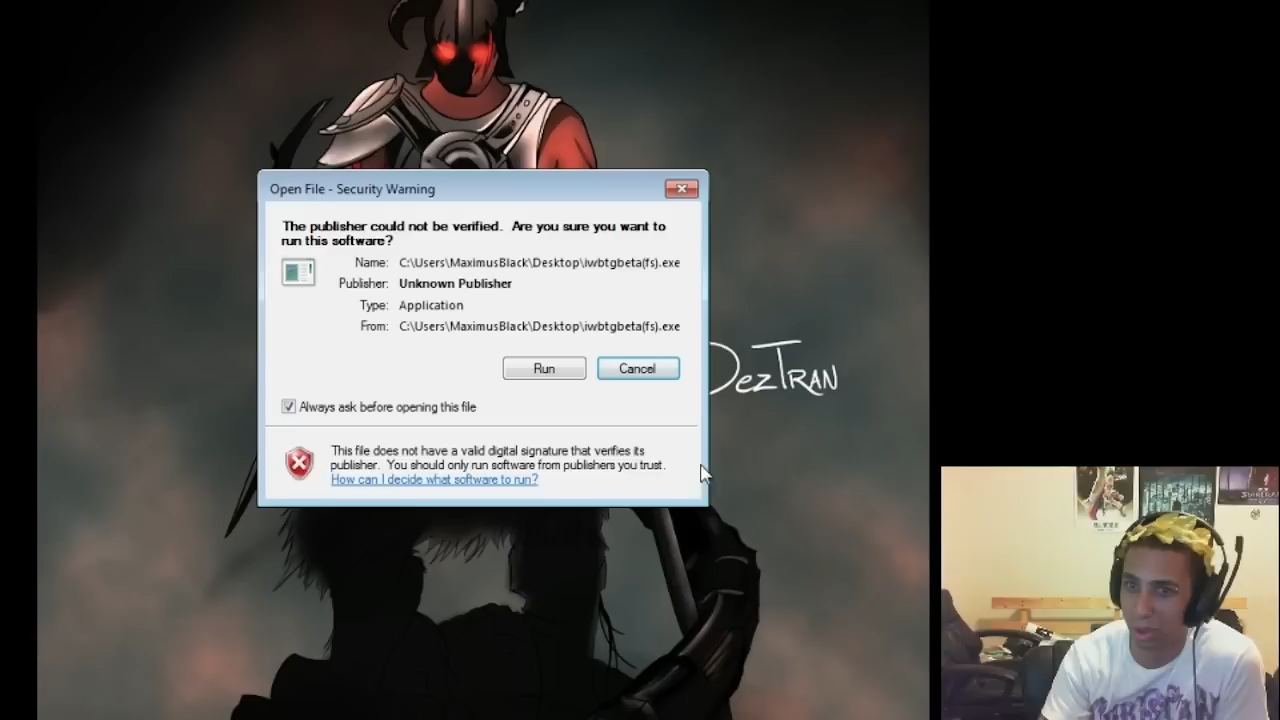 Open File - Security Warning
The publisher could not be verified. Are you sure you want to
run this software?
Name: C:\Users\MaximusBlack\Desktop\iwbtgbeta(fs).exe
Publisher: Unknown Publisher
Type: Application
From: C:\Users\MaximusBlack\Desktop\iwbtgbeta(fs).exe
Run Cancel
DezTRAN
Always ask before opening this file
This file does not have a valid digital signature that verifies its
publisher. You should only run software from publishers you trust.
How can I decide what software to run?